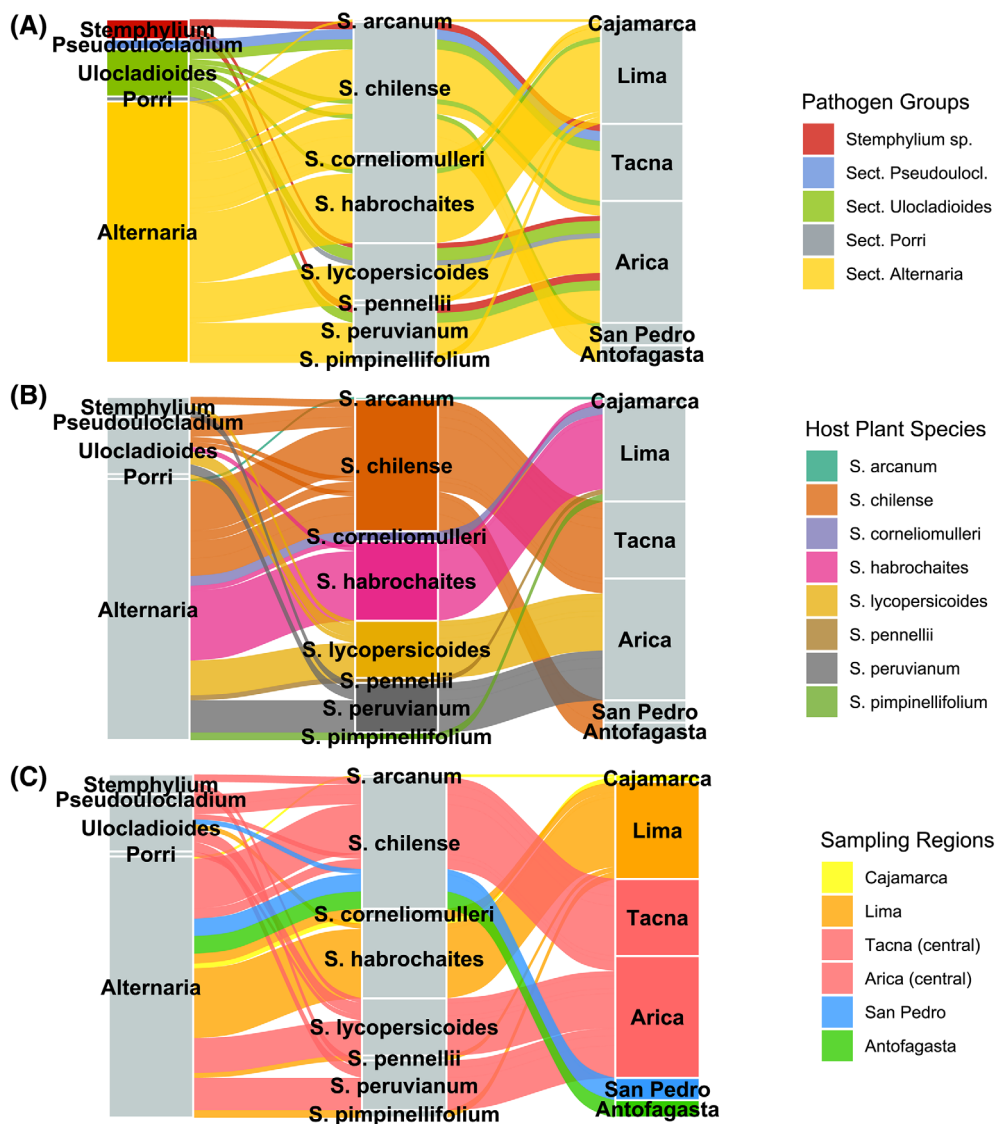 (A)
Stemphylium
Pseudoulocladium
Ulocladioides
Porri
Alternaria
S. arcanum
S. chilense
S. corneliomulleri
S. habrochaites
S. lycopersicoides
S. pennellii
S. peruvianum
S. pimpinellifolium
Cajamarca
Lima
Tacna
Arica
San Pedro
Antofagasta
Pathogen Groups
Stemphylium sp.
Sect. Pseudoulocl.
Sect. Ulocladioides
Sect. Porri
Sect. Alternaria
(B)
Stemphylium
Pseudoulocladium
Ulocladioides
Porri
Alternaria
S. arcanum
S. chilense
S. corneliomulleri
S. habrochaites
S. lycopersicoides
S. pennellii
S. peruvianum
S. pimpinellifolium
Cajamarca
Lima
Tacna
Arica
San Pedro
Antofagasta
Host Plant Species
S. arcanum
S. chilense
S. corneliomulleri
S. habrochaites
S. lycopersicoides
S. pennellii
S. peruvianum
S. pimpinellifolium
(C)
Stemphylium
Pseudoulocladium
Ulocladioides
Porri
Alternaria
S. arcanum
S. chilense
S. corneliomulleri
S. habrochaites
S. lycopersicoides
S. pennellii
S. peruvianum
S. pimpinellifolium
Cajamarca
Lima
Tacna
Arica
San Pedro
Antofagasta
Sampling Regions
Cajamarca
Lima
Tacna (central)
Arica (central)
San Pedro
Antofagasta